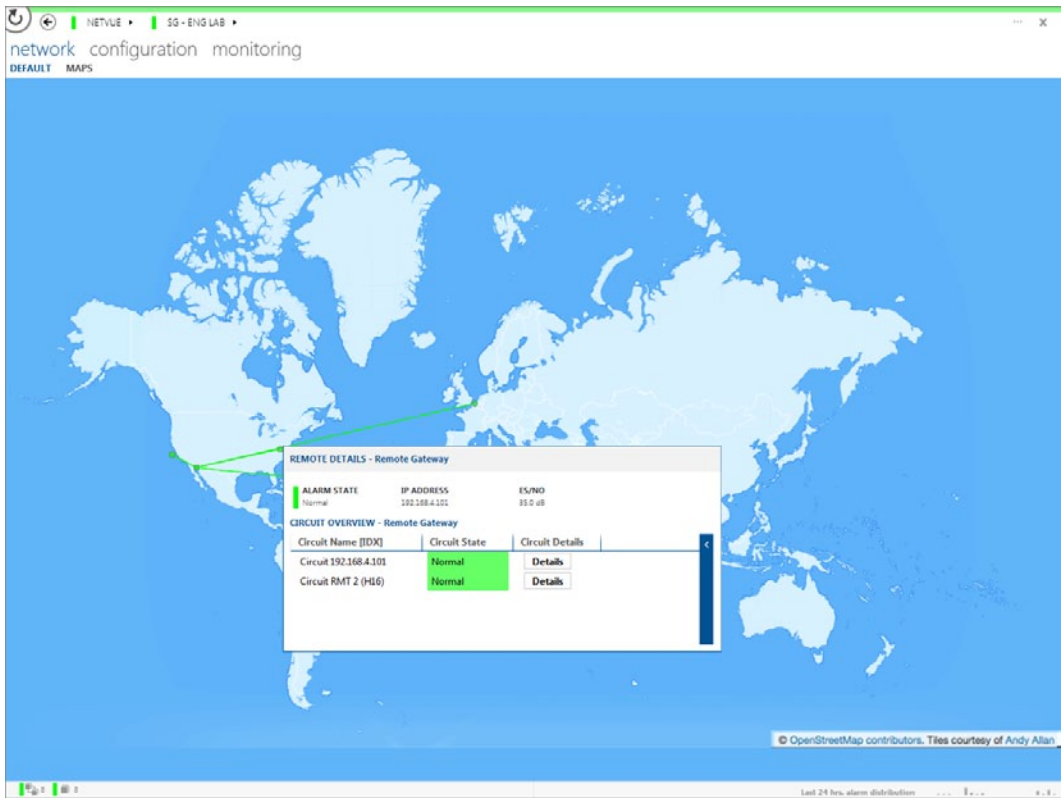 NETVUE ▸ SG - ENG LAB ▸
network configuration monitoring
DEFAULT MAPS
REMOTE DETAILS - Remote Gateway
ALARM STATE IP ADDRESS ES/NO
Normal 192.168.4.101 35.0 dB
CIRCUIT OVERVIEW - Remote Gateway
Circuit Name [IDX] Circuit State Circuit Details
Circuit 192.168.4.101 Normal Details
Circuit RMT 2 (H16) Normal Details
© OpenStreetMap contributors. Tiles courtesy of Andy Allan
Last 24 hrs. alarm distribution